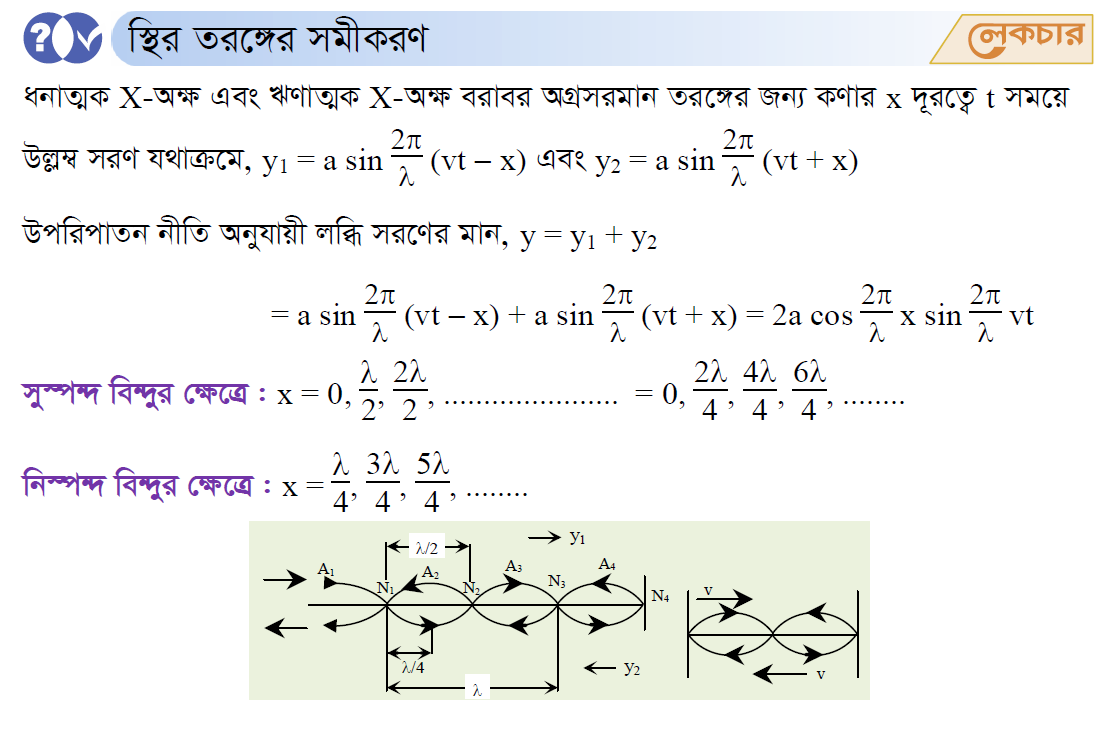 স্থির তরঙ্গের সমীকরণ
লেকচার
ধনাত্মক X-অক্ষ এবং ঋণাত্মক X-অক্ষ বরাবর অগ্রসরমান তরঙ্গের জন্য কণার x দূরত্বে t সময়ে
উল্লম্ব সরণ যথাক্রমে, y₁ = a sin 2π/λ (vt – x) এবং y₂ = a sin 2π/λ (vt + x)
উপরিপাতন নীতি অনুযায়ী লব্ধি সরণের মান, y = y₁ + y₂
= a sin 2π/λ (vt – x) + a sin 2π/λ (vt + x) = 2a cos 2π/λ x sin 2π/λ vt
সুস্পন্দ বিন্দুর ক্ষেত্রে : x = 0, λ/2, 2λ/2, ..................... = 0, 2λ/4, 4λ/4, 6λ/4, ........
নিস্পন্দ বিন্দুর ক্ষেত্রে : x = λ/4, 3λ/4, 5λ/4, ........
λ/2 y₁
A₁ A₂ A₃ A₄
N₁ N₂ N₃ N₄
v
λ/4 y₂ v
λ